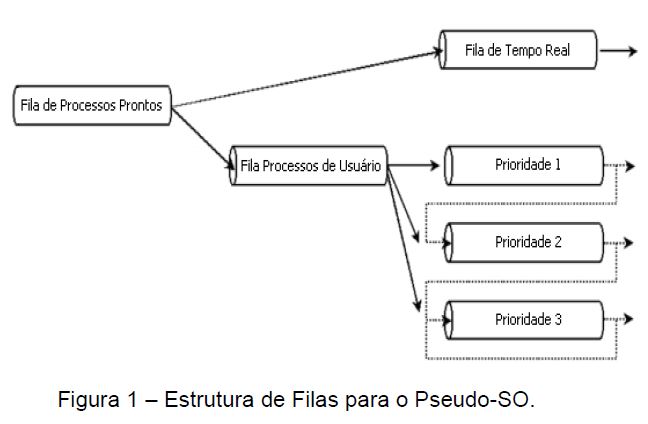 Fila de Tempo Real
Fila de Processos Prontos
Fila Processos de Usuário
Prioridade 1
Prioridade 2
Prioridade 3
Figura 1 – Estrutura de Filas para o Pseudo-SO.